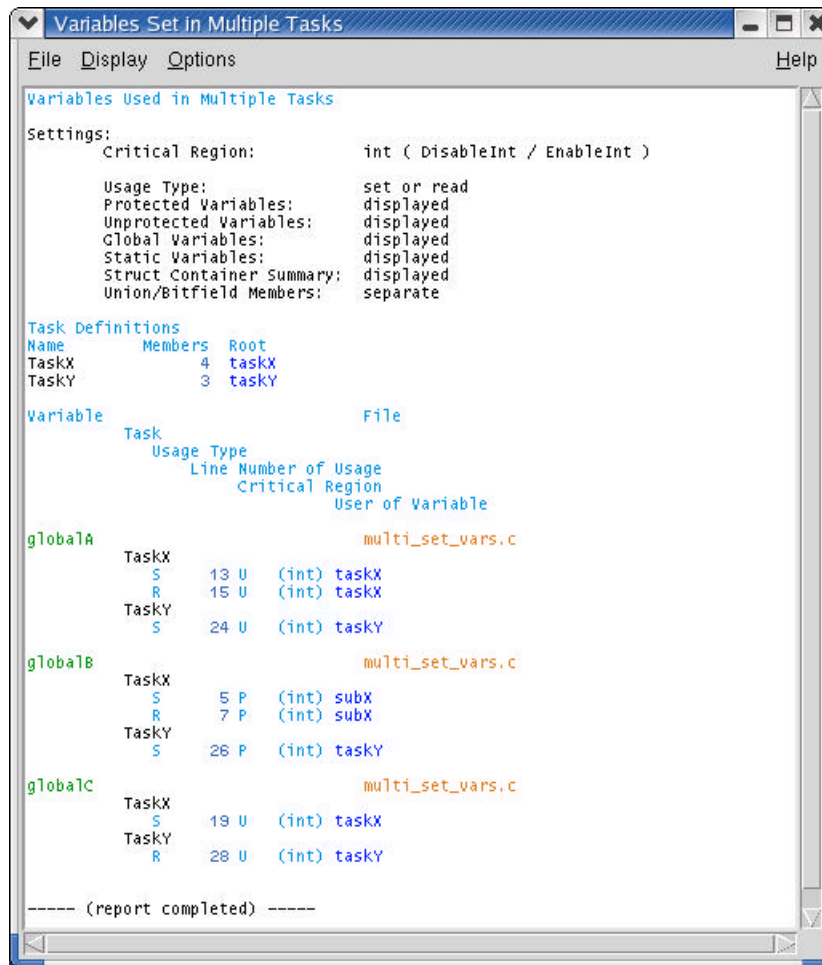 Variables Set in Multiple Tasks
File Display Options Help
Variables Used in Multiple Tasks
Settings:
Critical Region: int ( DisableInt / EnableInt )
Usage Type: set or read
Protected Variables: displayed
Unprotected Variables: displayed
Global Variables: displayed
Static Variables: displayed
Struct Container Summary: displayed
Union/Bitfield Members: separate
Task Definitions
Name Members Root
TaskX 4 taskX
TaskY 3 taskY
Variable File
Task
Usage Type
Line Number of Usage
Critical Region
User of Variable
globalA multi_set_vars.c
TaskX
S 13 U (int) taskX
R 15 U (int) taskX
TaskY
S 24 U (int) taskY
globalB multi_set_vars.c
TaskX
S 5 P (int) subX
R 7 P (int) subX
TaskY
S 26 P (int) taskY
globalC multi_set_vars.c
TaskX
S 19 U (int) taskX
TaskY
R 28 U (int) taskY
----- (report completed) -----